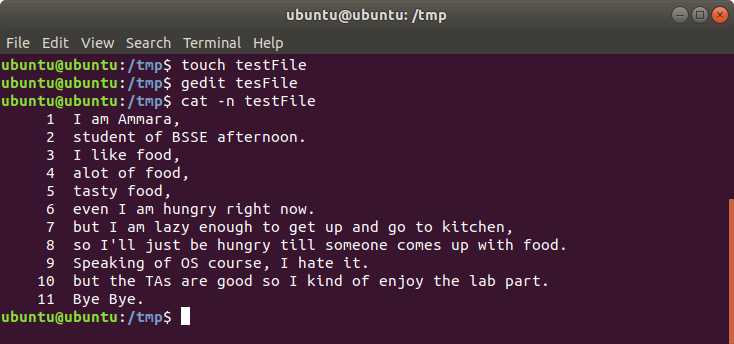 ubuntu@ubuntu: /tmp
File Edit View Search Terminal Help
ubuntu@ubuntu:/tmp$ touch testFile
ubuntu@ubuntu:/tmp$ gedit tesFile
ubuntu@ubuntu:/tmp$ cat -n testFile
1 I am Ammara,
2 student of BSSE afternoon.
3 I like food,
4 alot of food,
5 tasty food,
6 even I am hungry right now.
7 but I am lazy enough to get up and go to kitchen,
8 so I'll just be hungry till someone comes up with food.
9 Speaking of OS course, I hate it.
10 but the TAs are good so I kind of enjoy the lab part.
11 Bye Bye.
ubuntu@ubuntu:/tmp$